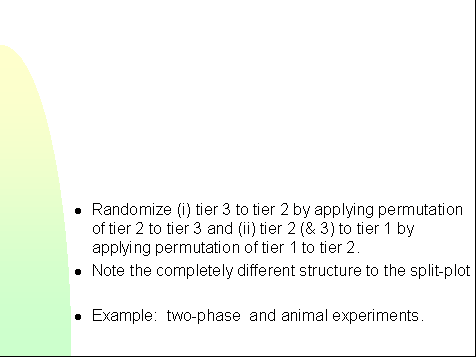 ● Randomize (i) tier 3 to tier 2 by applying permutation
of tier 2 to tier 3 and (ii) tier 2 (& 3) to tier 1 by
applying permutation of tier 1 to tier 2.
● Note the completely different structure to the split-plot
● Example:  two-phase  and animal experiments.